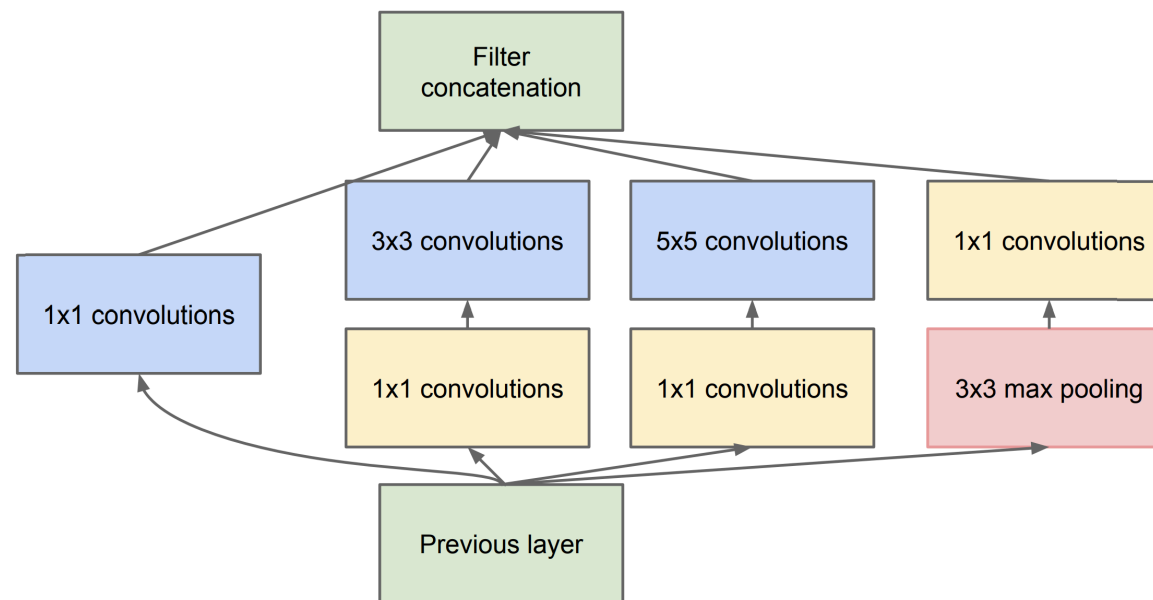 Filter
concatenation
3x3 convolutions
5x5 convolutions
1x1 convolutions
1x1 convolutions
1x1 convolutions
1x1 convolutions
3x3 max pooling
Previous layer